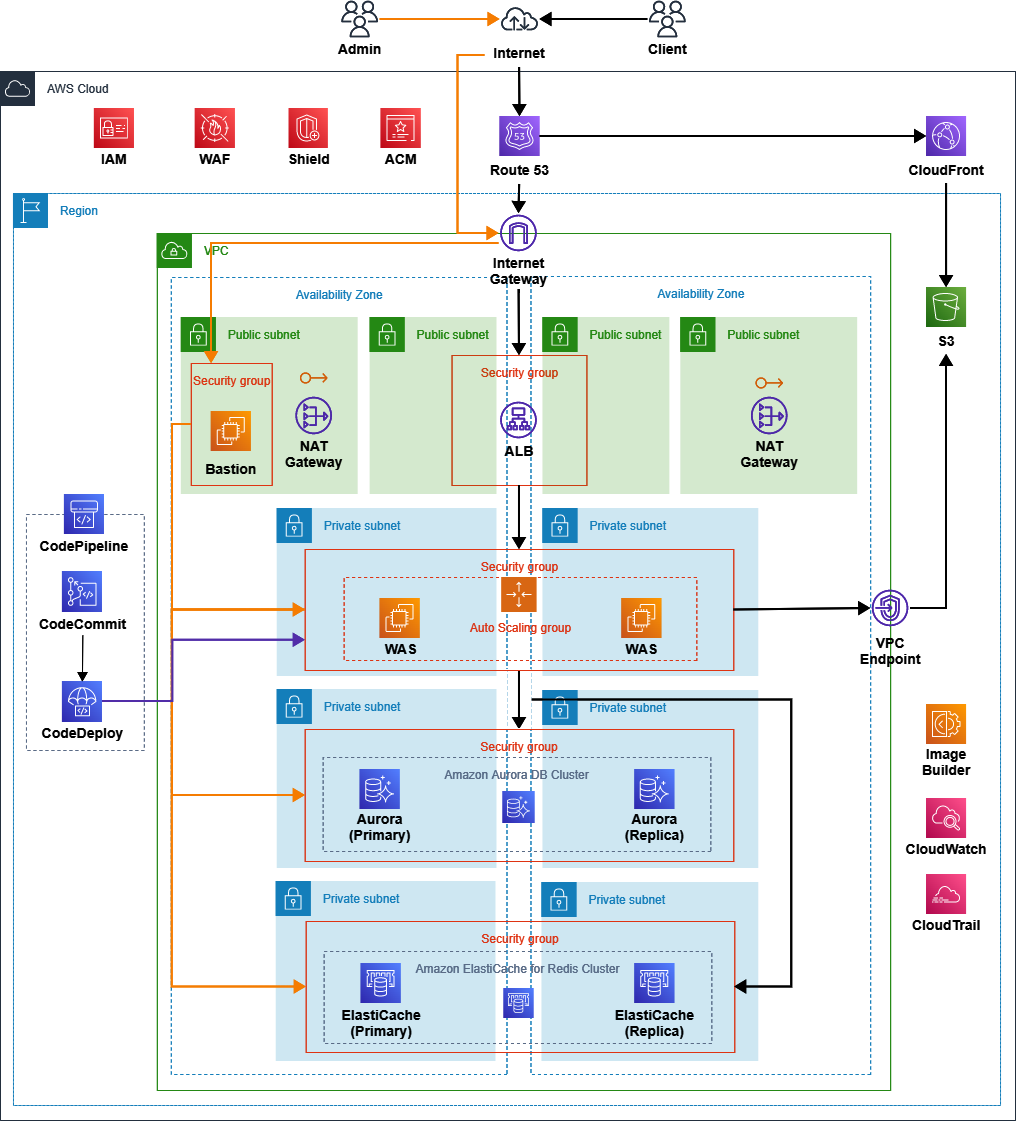 Admin
Internet
Client
AWS Cloud
IAM
WAF
Shield
ACM
53
Route 53
CloudFront
Region
VPC
Internet
Gateway
Availability Zone
Availability Zone
S3
Public subnet
Public subnet
Public subnet
Public subnet
Security group
Security group
Bastion
NAT
Gateway
ALB
NAT
Gateway
CodePipeline
CodeCommit
CodeDeploy
Private subnet
Private subnet
Security group
Auto Scaling group
WAS
WAS
VPC
Endpoint
Private subnet
Private subnet
Security group
Amazon Aurora DB Cluster
Aurora
(Primary)
Aurora
(Replica)
Image
Builder
CloudWatch
CloudTrail
Private subnet
Private subnet
Security group
Amazon ElastiCache for Redis Cluster
ElastiCache
(Primary)
ElastiCache
(Replica)